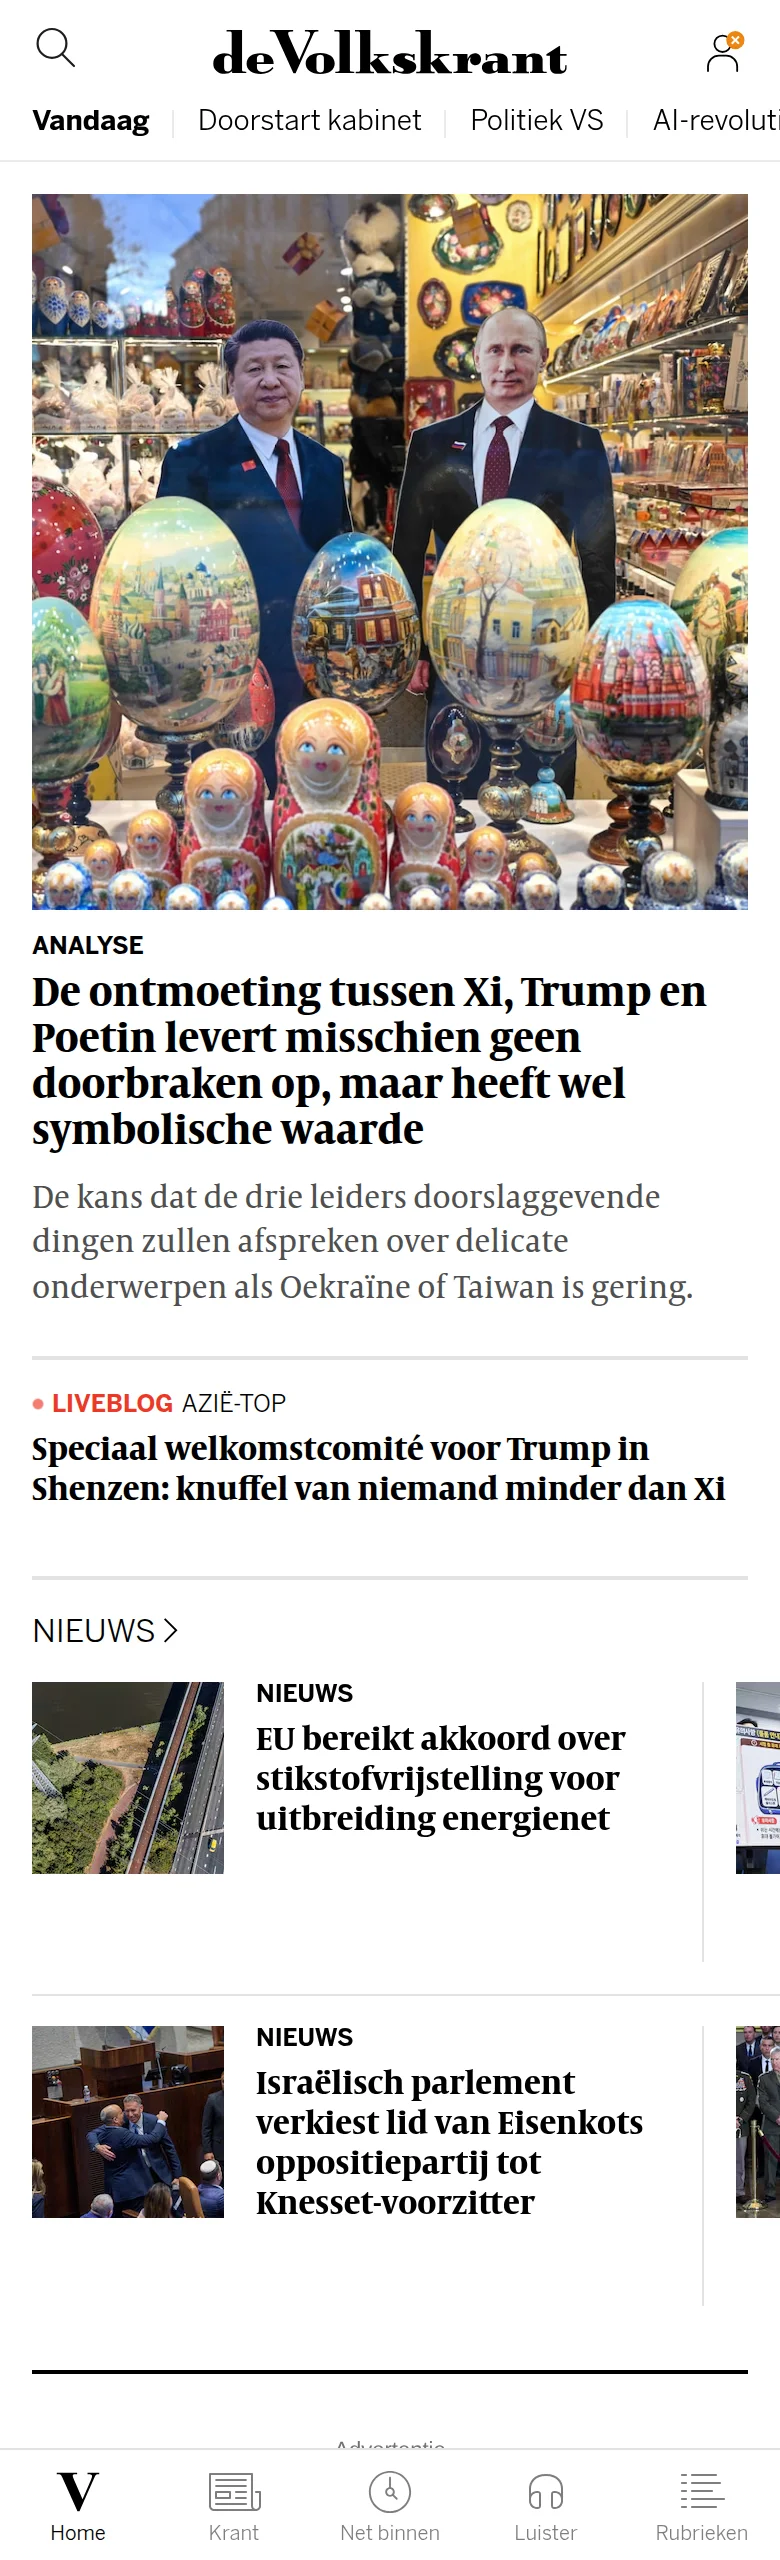 deVolkskrant
Vandaag
Doorstart kabinet
Politiek VS
AI-revoluti
ANALYSE
De ontmoeting tussen Xi, Trump en
Poetin levert misschien geen
doorbraken op, maar heeft wel
symbolische waarde
De kans dat de drie leiders doorslaggevende
dingen zullen afspreken over delicate
onderwerpen als Oekraïne of Taiwan is gering.
LIVEBLOG AZIË-TOP
Speciaal welkomstcomité voor Trump in
Shenzen: knuffel van niemand minder dan Xi
NIEUWS
NIEUWS
EU bereikt akkoord over
stikstofvrijstelling voor
uitbreiding energienet
NIEUWS
Israëlisch parlement
verkiest lid van Eisenkots
oppositiepartij tot
Knesset-voorzitter
Advertentie
V
Home
Krant
Net binnen
Luister
Rubrieken